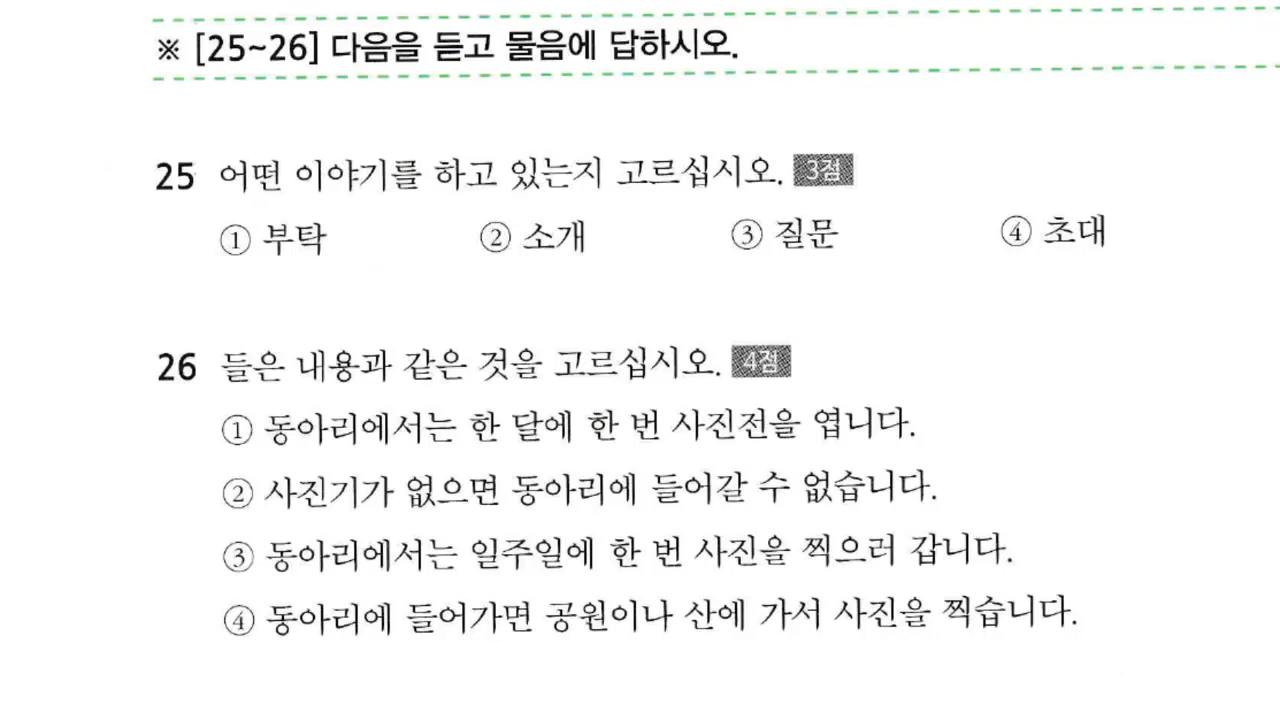 ※ [25~26] 다음을 듣고 물음에 답하시오.
25 어떤 이야기를 하고 있는지 고르십시오. 3점
① 부탁 ② 소개 ③ 질문 ④ 초대
26 들은 내용과 같은 것을 고르십시오. 4점
① 동아리에서는 한 달에 한 번 사진전을 엽니다.
② 사진기가 없으면 동아리에 들어갈 수 없습니다.
③ 동아리에서는 일주일에 한 번 사진을 찍으러 갑니다.
④ 동아리에 들어가면 공원이나 산에 가서 사진을 찍습니다.